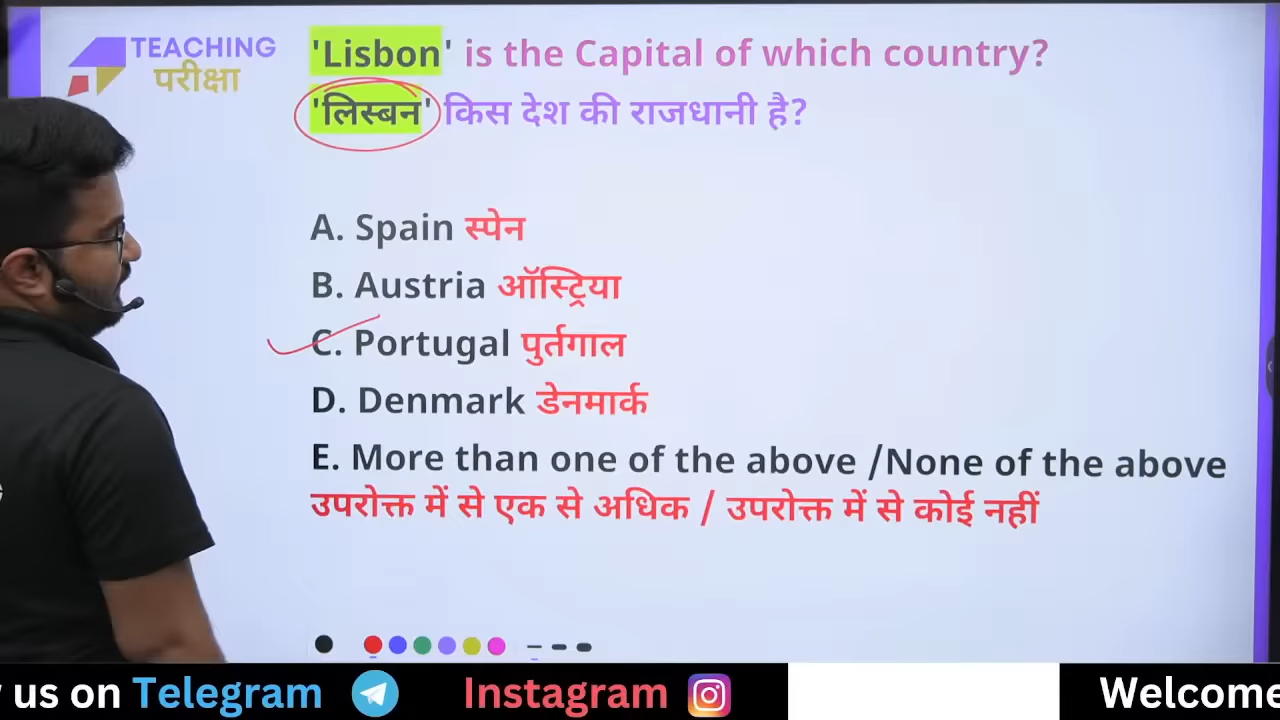 TEACHING
परीक्षा
'Lisbon' is the Capital of which country?
'लिस्बन' किस देश की राजधानी है?
A. Spain स्पेन
B. Austria ऑस्ट्रिया
C. Portugal पुर्तगाल
D. Denmark डेनमार्क
E. More than one of the above /None of the above
उपरोक्त में से एक से अधिक / उपरोक्त में से कोई नहीं
us on Telegram Instagram Welcome